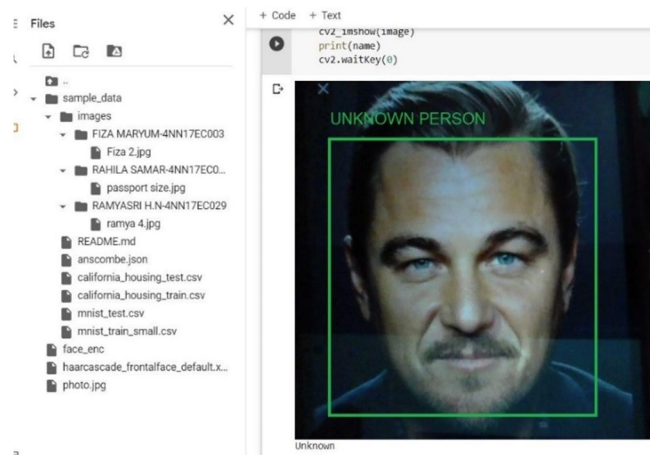 Files
..
sample_data
images
FIZA MARYUM-4NN17EC003
Fiza 2.jpg
RAHILA SAMAR-4NN17EC0...
passport size.jpg
RAMYASRI H.N-4NN17EC029
ramya 4.jpg
README.md
anscombe.json
california_housing_test.csv
california_housing_train.csv
mnist_test.csv
mnist_train_small.csv
face_enc
haarcascade_frontalface_default.x...
photo.jpg
+ Code + Text
cv2_imshow(image)
print(name)
cv2.waitKey(0)
UNKNOWN PERSON
Unknown